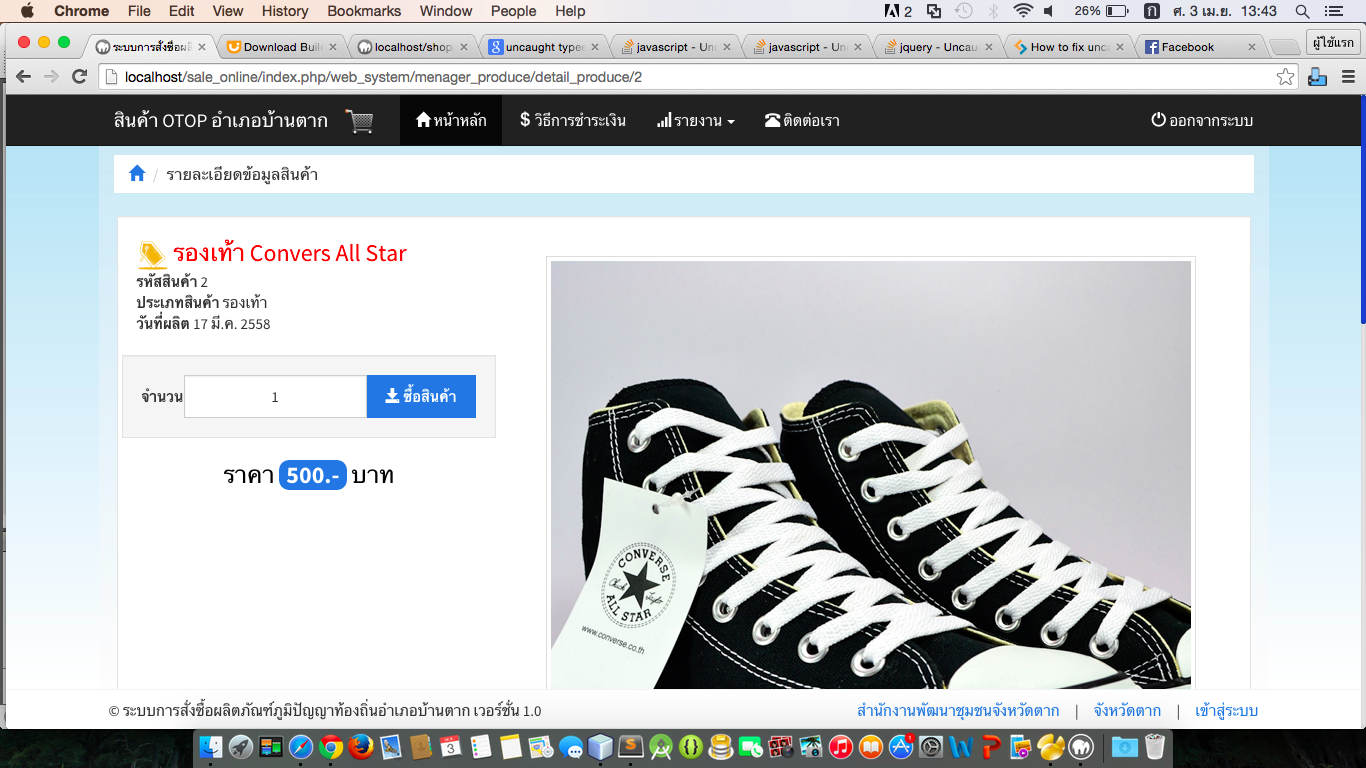 Chrome File Edit View History Bookmarks Window People Help 2 26% ก ศ. 3 เม.ย. 13:43
ระบบการสั่งซื้อผลิ Download Buil localhost/shop uncaught type javascript - Un javascript - Un jquery - Uncau How to fix unc Facebook ผู้ใช้แรก
localhost/sale_online/index.php/web_system/menager_produce/detail_produce/2
สินค้า OTOP อำเภอบ้านตาก หน้าหลัก $ วิธีการชำระเงิน รายงาน ติดต่อเรา ออกจากระบบ
/ รายละเอียดข้อมูลสินค้า
รองเท้า Convers All Star
รหัสสินค้า 2
ประเภทสินค้า รองเท้า
วันที่ผลิต 17 มี.ค. 2558
จำนวน 1 ซื้อสินค้า
ราคา 500.- บาท
CONVERSE
Chuck Taylor
ALL STAR
www.converse.co.th
© ระบบการสั่งซื้อผลิตภัณฑ์ภูมิปัญญาท้องถิ่นอำเภอบ้านตาก เวอร์ชั่น 1.0 สำนักงานพัฒนาชุมชนจังหวัดตาก | จังหวัดตาก | เข้าสู่ระบบ